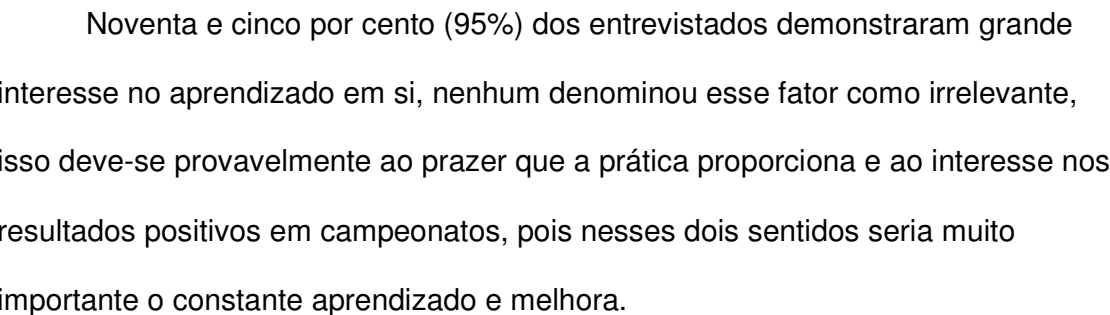 Noventa e cinco por cento (95%) dos entrevistados demonstraram grande
interesse no aprendizado em si, nenhum denominou esse fator como irrelevante,
isso deve-se provavelmente ao prazer que a prática proporciona e ao interesse nos
resultados positivos em campeonatos, pois nesses dois sentidos seria muito
importante o constante aprendizado e melhora.